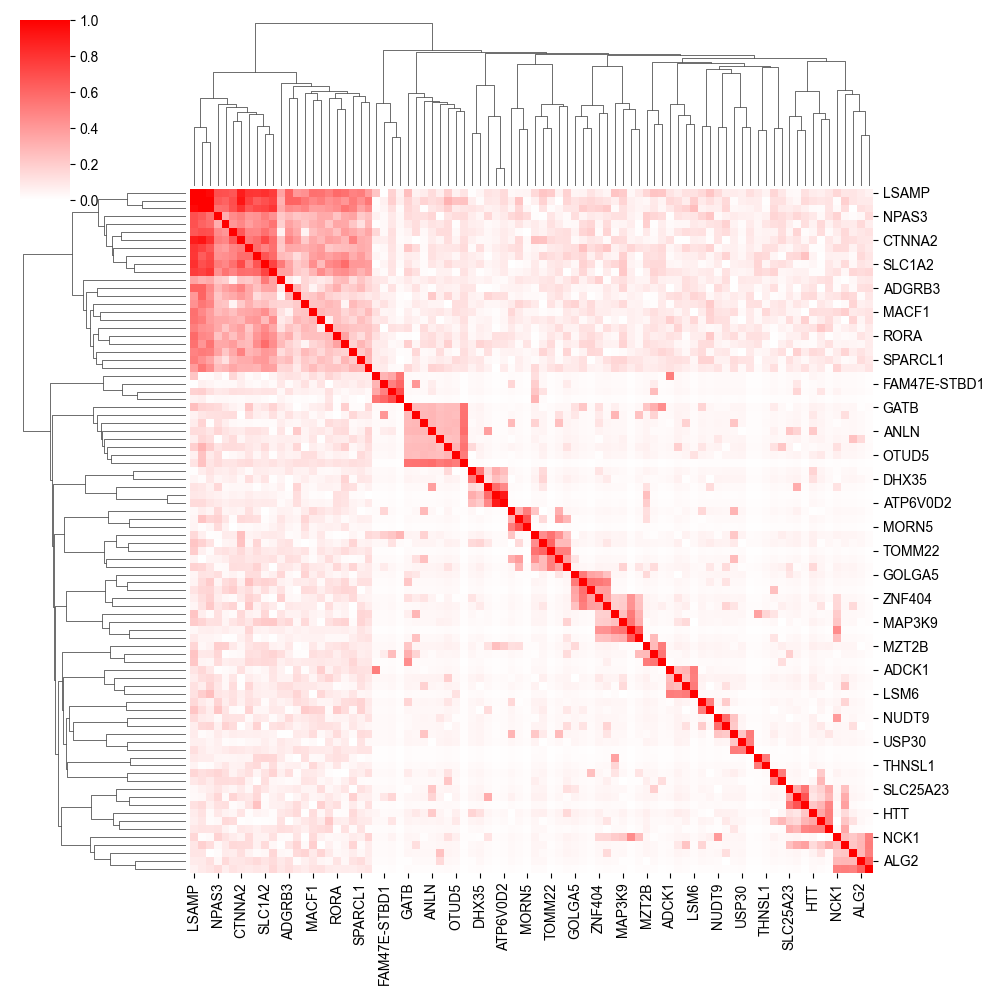 1.0
0.8
0.6
0.4
0.2
0.0
LSAMP
NPAS3
CTNNA2
SLC1A2
ADGRB3
MACF1
RORA
SPARCL1
FAM47E-STBD1
GATB
ANLN
OTUD5
DHX35
ATP6V0D2
MORN5
TOMM22
GOLGA5
ZNF404
MAP3K9
MZT2B
ADCK1
LSM6
NUDT9
USP30
THNSL1
SLC25A23
HTT
NCK1
ALG2
LSAMP
NPAS3
CTNNA2
SLC1A2
ADGRB3
MACF1
RORA
SPARCL1
FAM47E-STBD1
GATB
ANLN
OTUD5
DHX35
ATP6V0D2
MORN5
TOMM22
GOLGA5
ZNF404
MAP3K9
MZT2B
ADCK1
LSM6
NUDT9
USP30
THNSL1
SLC25A23
HTT
NCK1
ALG2